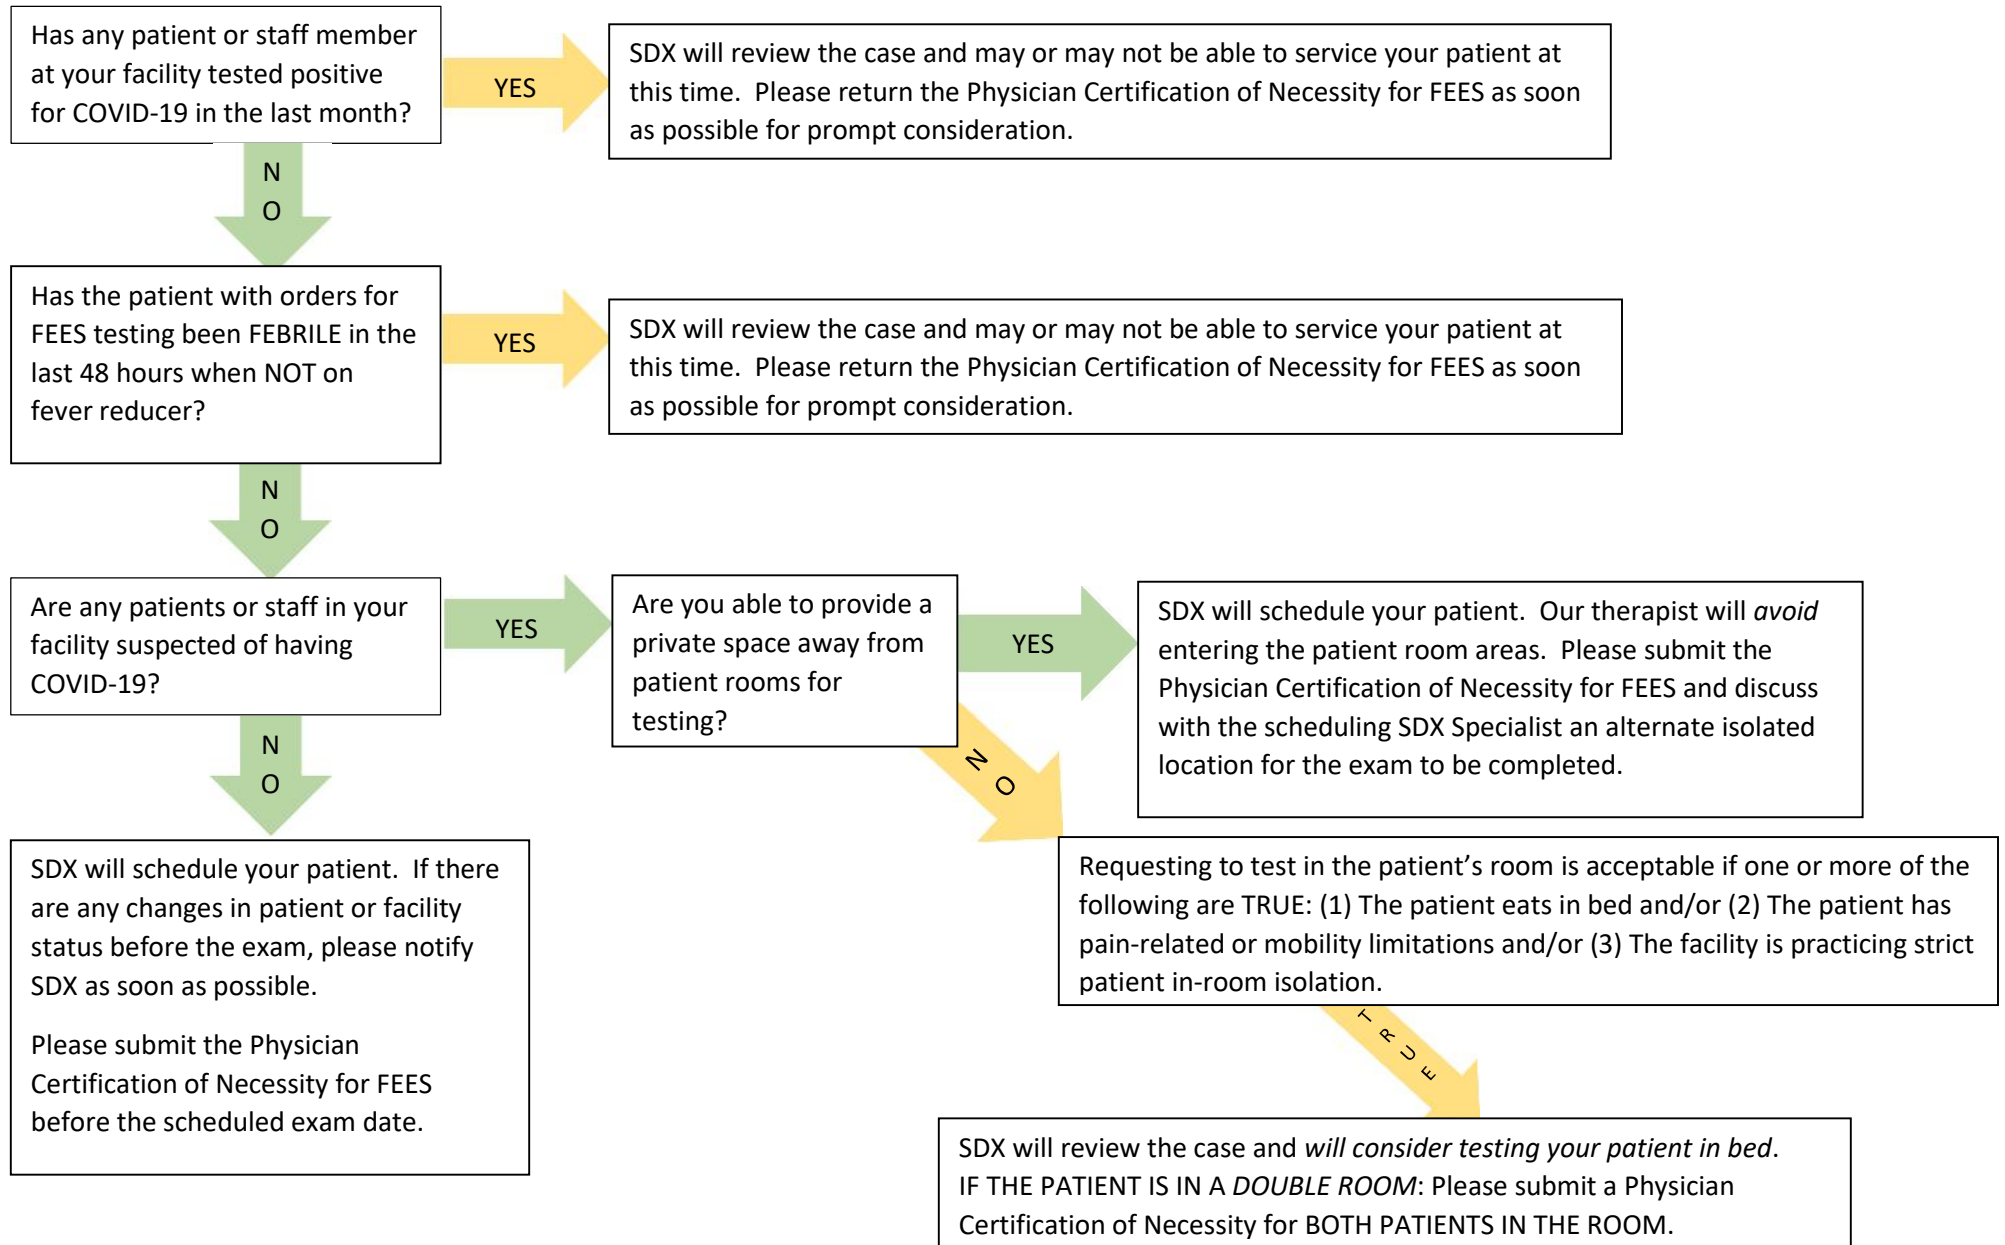 Has any patient or staff member
at your facility tested positive
for COVID-19 in the last month?
YES
SDX will review the case and may or may not be able to service your patient at
this time.  Please return the Physician Certification of Necessity for FEES as soon
as possible for prompt consideration.
N
O
Has the patient with orders for
FEES testing been FEBRILE in the
last 48 hours when NOT on
fever reducer?
YES
SDX will review the case and may or may not be able to service your patient at
this time.  Please return the Physician Certification of Necessity for FEES as soon
as possible for prompt consideration.
N
O
Are any patients or staff in your
facility suspected of having
COVID-19?
YES
Are you able to provide a
private space away from
patient rooms for
testing?
YES
SDX will schedule your patient.  Our therapist will avoid
entering the patient room areas.  Please submit the
Physician Certification of Necessity for FEES and discuss
with the scheduling SDX Specialist an alternate isolated
location for the exam to be completed.
N
O
N
O
SDX will schedule your patient.  If there
are any changes in patient or facility
status before the exam, please notify
SDX as soon as possible.
Please submit the Physician
Certification of Necessity for FEES
before the scheduled exam date.
Requesting to test in the patient’s room is acceptable if one or more of the
following are TRUE: (1) The patient eats in bed and/or (2) The patient has
pain-related or mobility limitations and/or (3) The facility is practicing strict
patient in-room isolation.
T
R
U
E
SDX will review the case and will consider testing your patient in bed.
IF THE PATIENT IS IN A DOUBLE ROOM: Please submit a Physician
Certification of Necessity for BOTH PATIENTS IN THE ROOM.